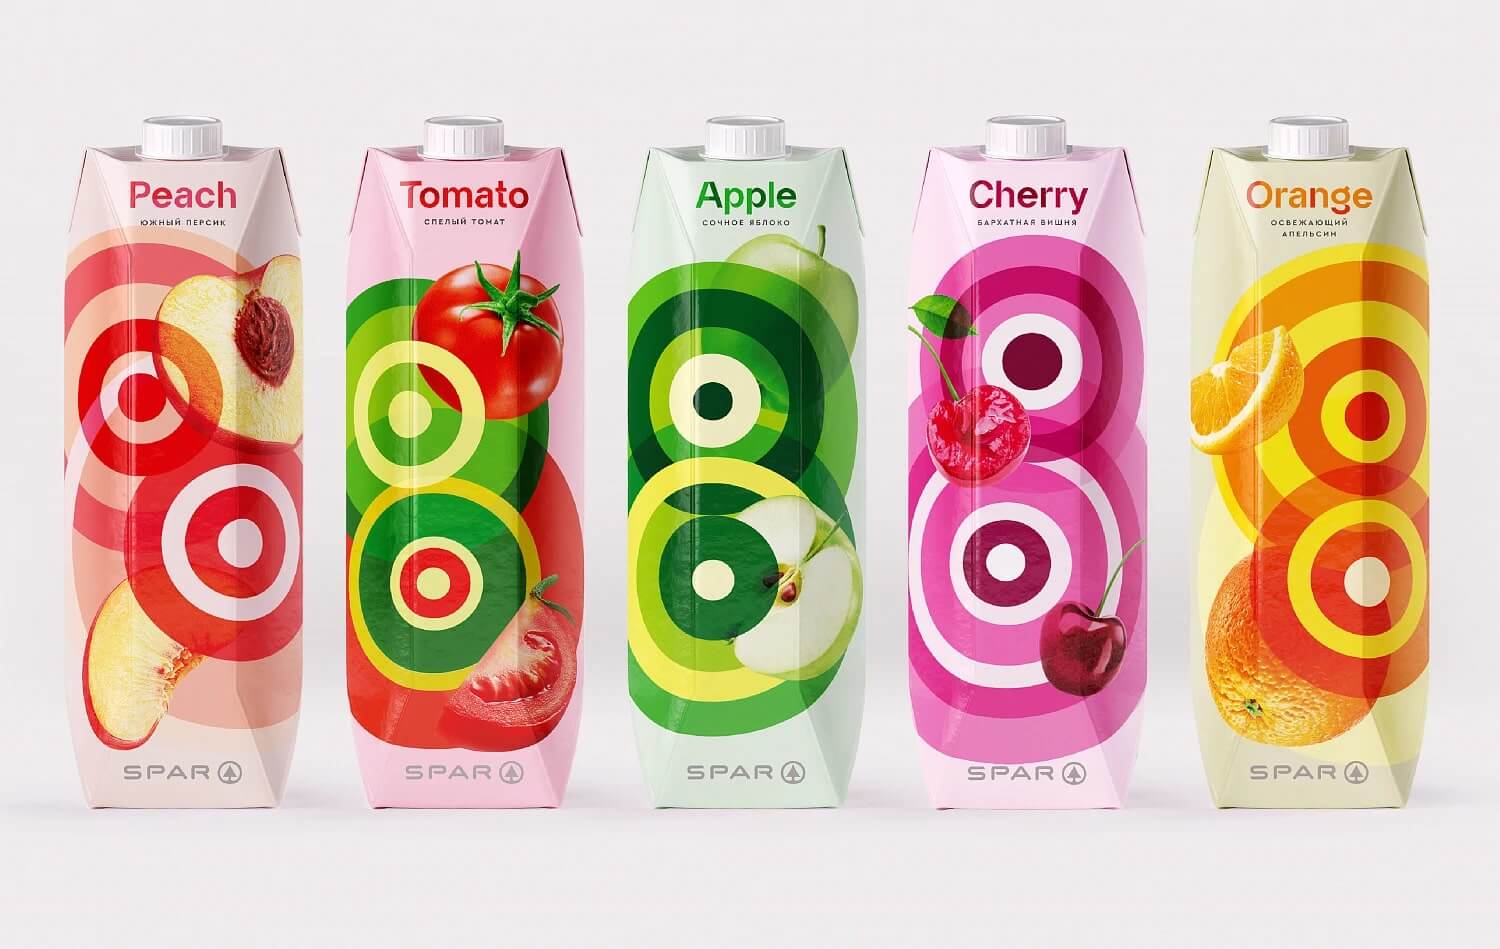 Peach
ЮЖНЫЙ ПЕРСИК
SPAR
Tomato
СПЕЛЫЙ ТОМАТ
SPAR
Apple
СОЧНОЕ ЯБЛОКО
SPAR
Cherry
БАРХАТНАЯ ВИШНЯ
SPAR
Orange
ОСВЕЖАЮЩИЙ
АПЕЛЬСИН
SPAR